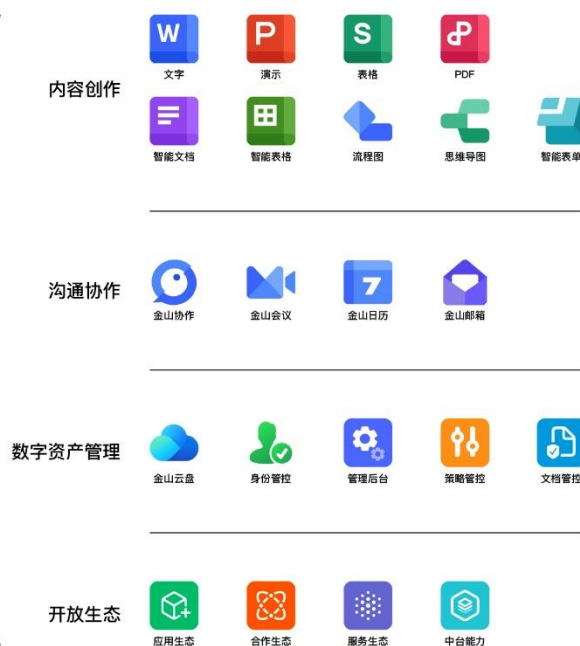 内容创作
W
P
S
P
文字
演示
表格
PDF
智能文档
智能表格
流程图
思维导图
智能表单
沟通协作
7
金山协作
金山会议
金山日历
金山邮箱
数字资产管理
金山云盘
身份管控
管理后台
策略管控
文档管控
开放生态
应用生态
合作生态
服务生态
中台能力